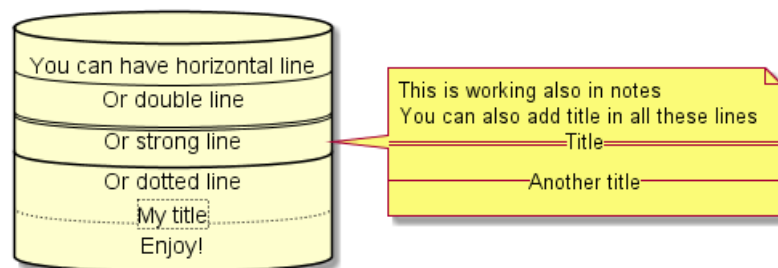 You can have horizontal line
Or double line
Or strong line
Or dotted line
My title
Enjoy!
This is working also in notes
You can also add title in all these lines
Title
Another title